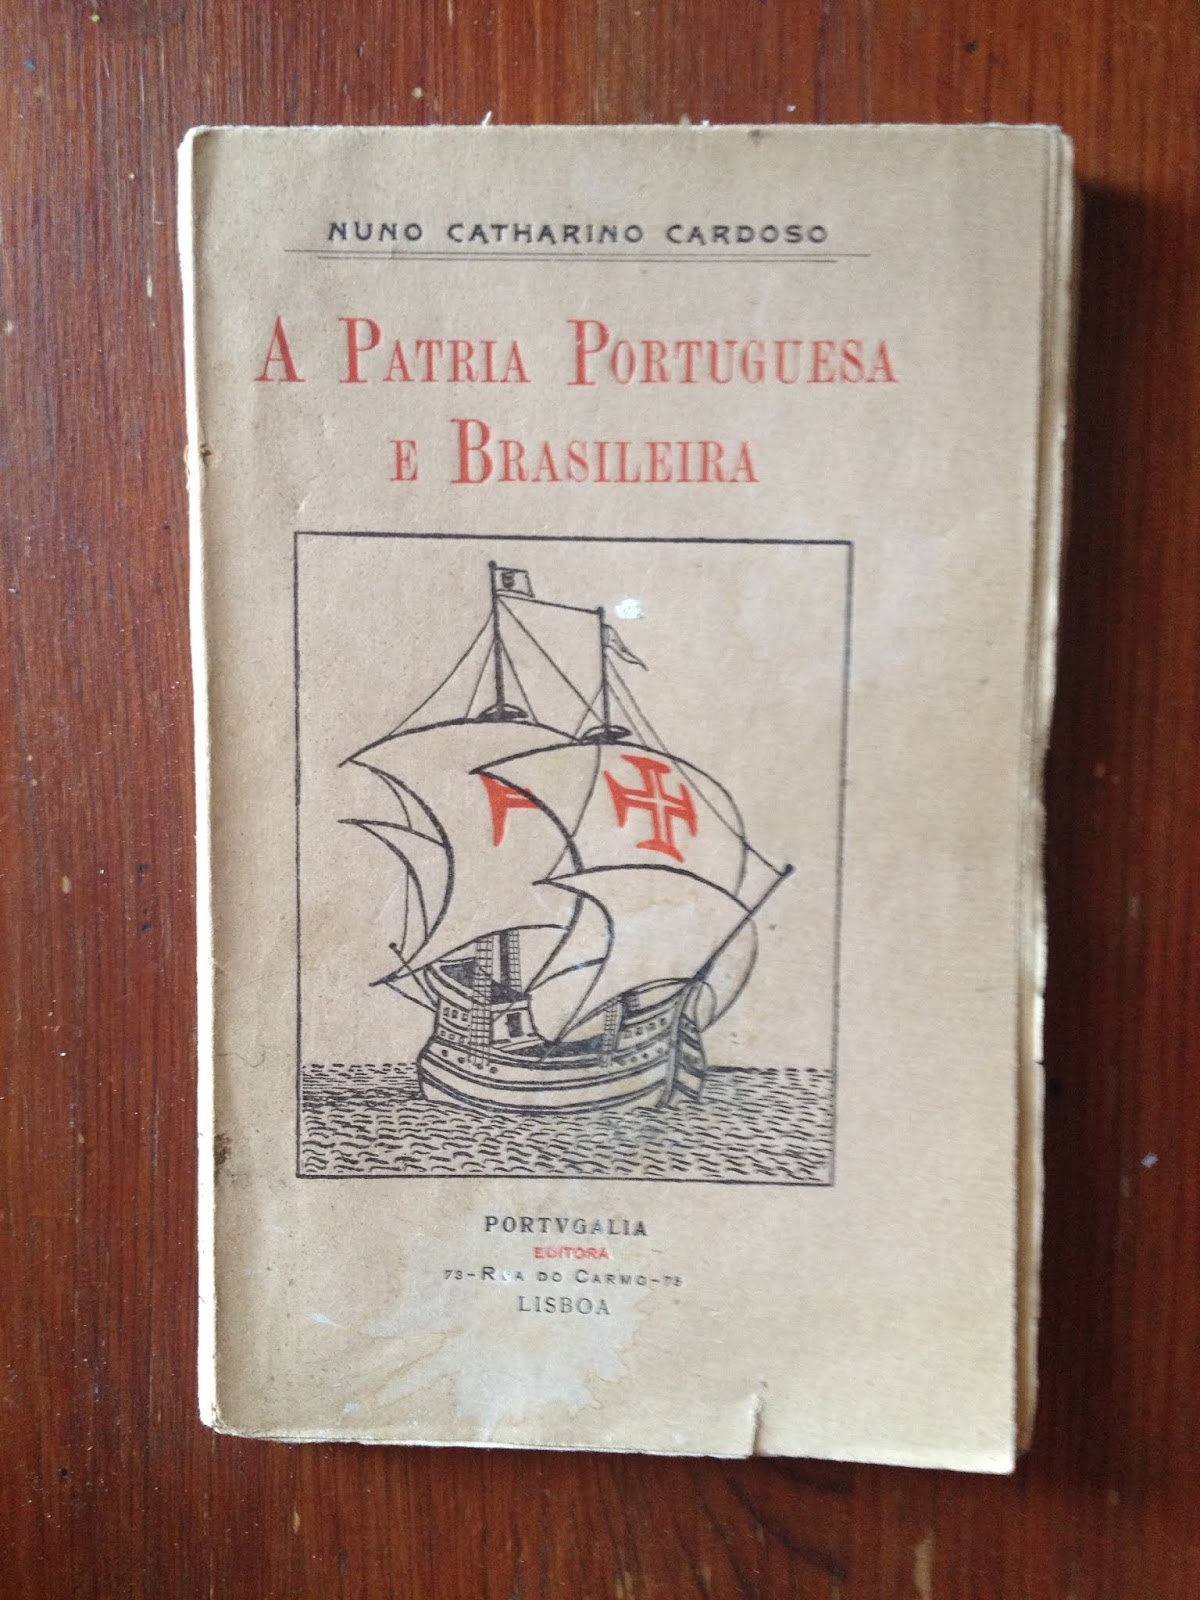 NUNO CATHARINO CARDOSO
A PATRIA PORTUGUESA
E BRASILEIRA
PORTVGALIA
EDITORA
73-RUA DO CARMO-75
LISBOA